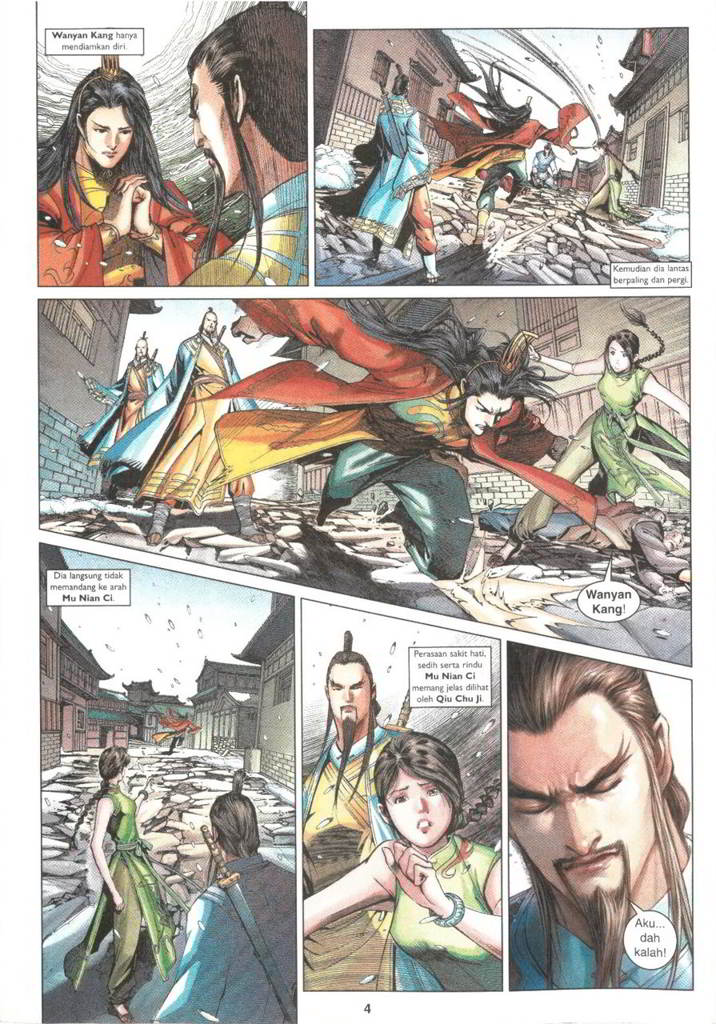 Wanyan Kang hanya
mendiamkan diri.
Kemudian dia lantas
berpaling dan pergi.
Wanyan
Kang!
Dia langsung tidak
memandang ke arah
Mu Nian Ci.
Perasaan sakit hati,
sedih serta rindu
Mu Nian Ci
memang jelas dilihat
oleh Qiu Chu Ji.
Aku...
dah
kalah!
4